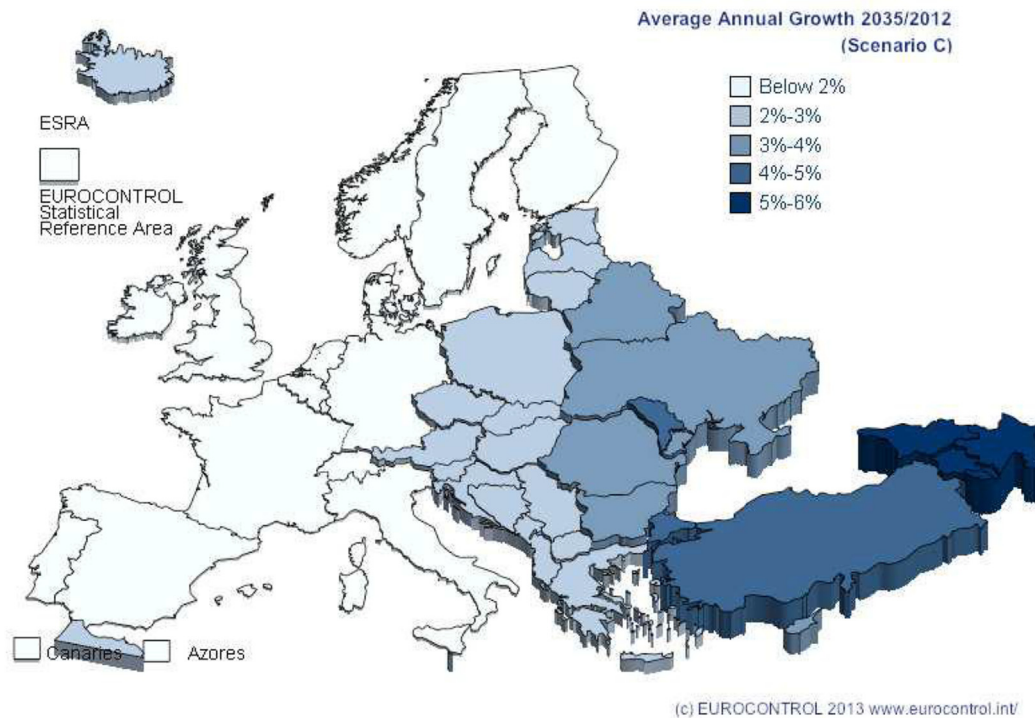 Average Annual Growth 2035/2012
(Scenario C)
Below 2%
2%-3%
3%-4%
4%-5%
5%-6%
ESRA
EUROCONTROL
Statistical
Reference Area
Canaries
Azores
(c) EUROCONTROL 2013 www.eurocontrol.int/